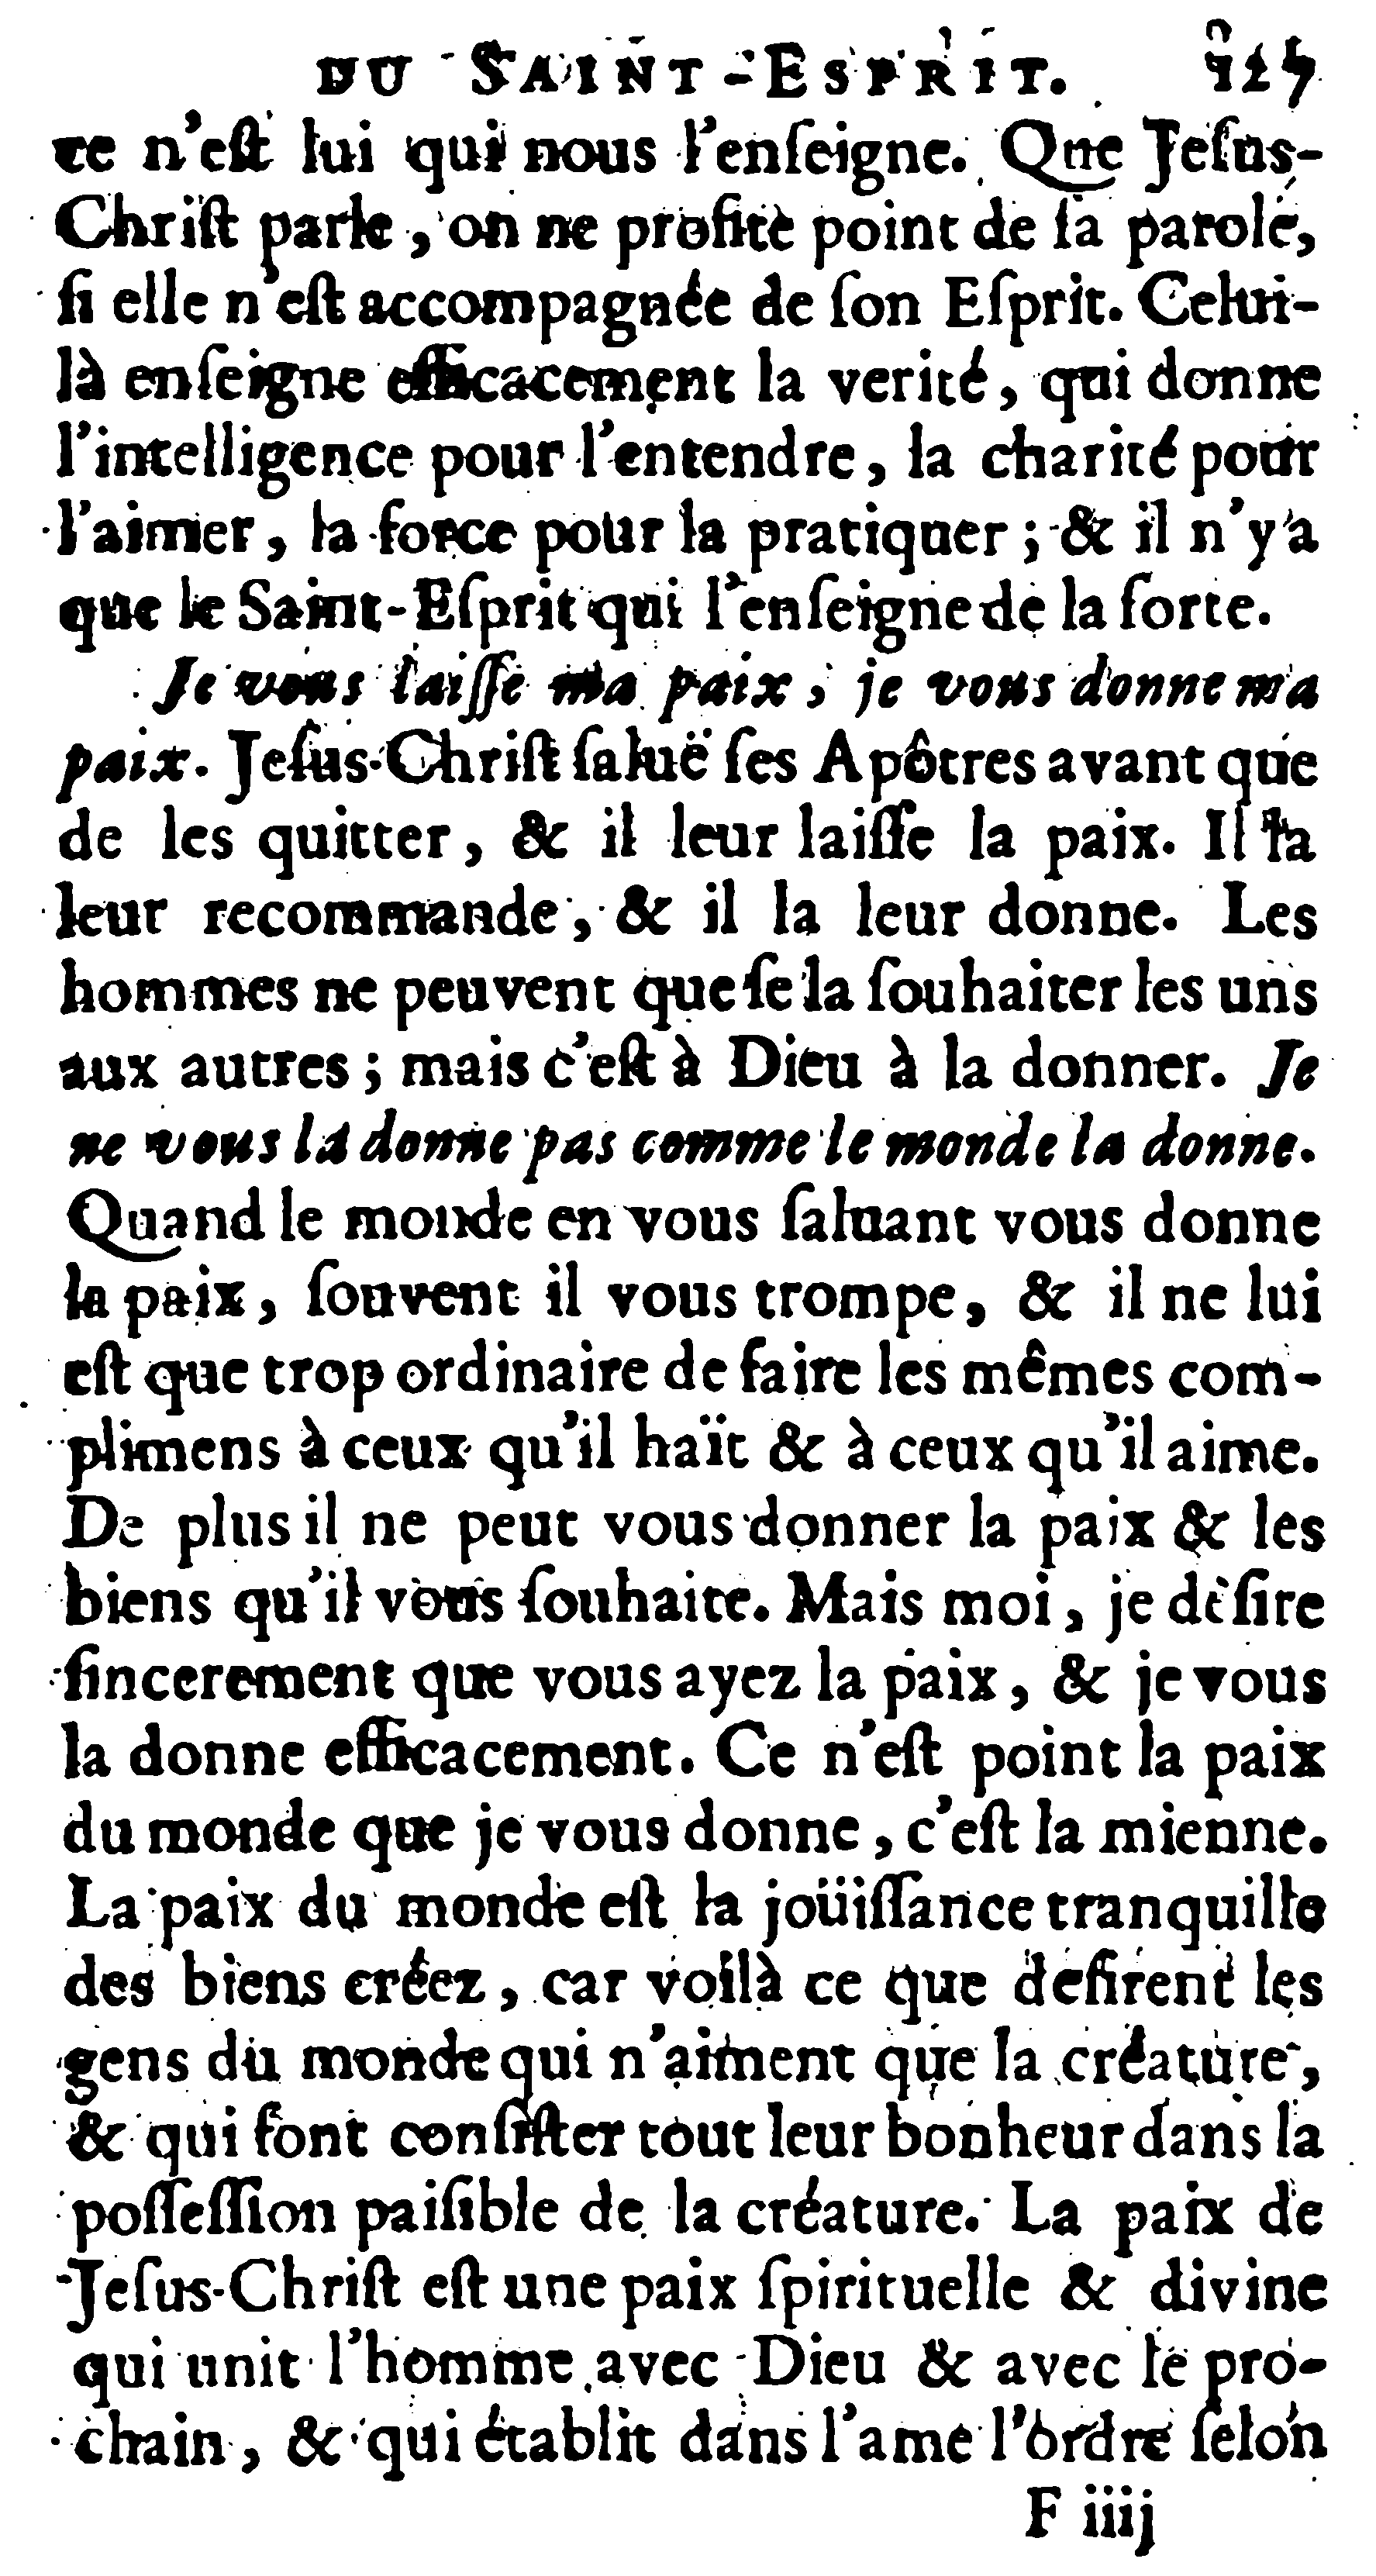 DU SAINT-ESPRIT. 127
ce n'eſt lui qui nous l'enſeigne. Que Jeſus-
Chriſt parle, on ne profite point de ſa parole,
ſi elle n'eſt accompagnée de ſon Eſprit. Celui-
là enſeigne efficacement la verité, qui donne
l'intelligence pour l'entendre, la charité pour
l'aimer, la force pour la pratiquer; & il n'y a
que le Saint-Eſprit qui l'enſeigne de la ſorte.
Je vous laiſſe ma paix, je vous donne ma
paix. Jeſus-Chriſt ſaluë ſes Apôtres avant que
de les quitter, & il leur laiſſe la paix. Il la
leur recommande, & il la leur donne. Les
hommes ne peuvent que ſe la ſouhaiter les uns
aux autres; mais c'eſt à Dieu à la donner. Je
ne vous la donne pas comme le monde la donne.
Quand le monde en vous ſaluant vous donne
la paix, ſouvent il vous trompe, & il ne lui
eſt que trop ordinaire de faire les mêmes com-
plimens à ceux qu'il haït & à ceux qu'il aime.
De plus il ne peut vous donner la paix & les
biens qu'il vous ſouhaite. Mais moi, je déſire
ſincerement que vous ayez la paix, & je vous
la donne efficacement. Ce n'eſt point la paix
du monde que je vous donne, c'eſt la mienne.
La paix du monde eſt la joüiſſance tranquille
des biens créez, car voilà ce que deſirent les
gens du monde qui n'aiment que la créature,
& qui font conſiſter tout leur bonheur dans la
poſſeſſion paiſible de la créature. La paix de
Jeſus-Chriſt eſt une paix ſpirituelle & divine
qui unit l'homme avec Dieu & avec le pro-
chain, & qui établit dans l'ame l'ordre ſelon
F iiij